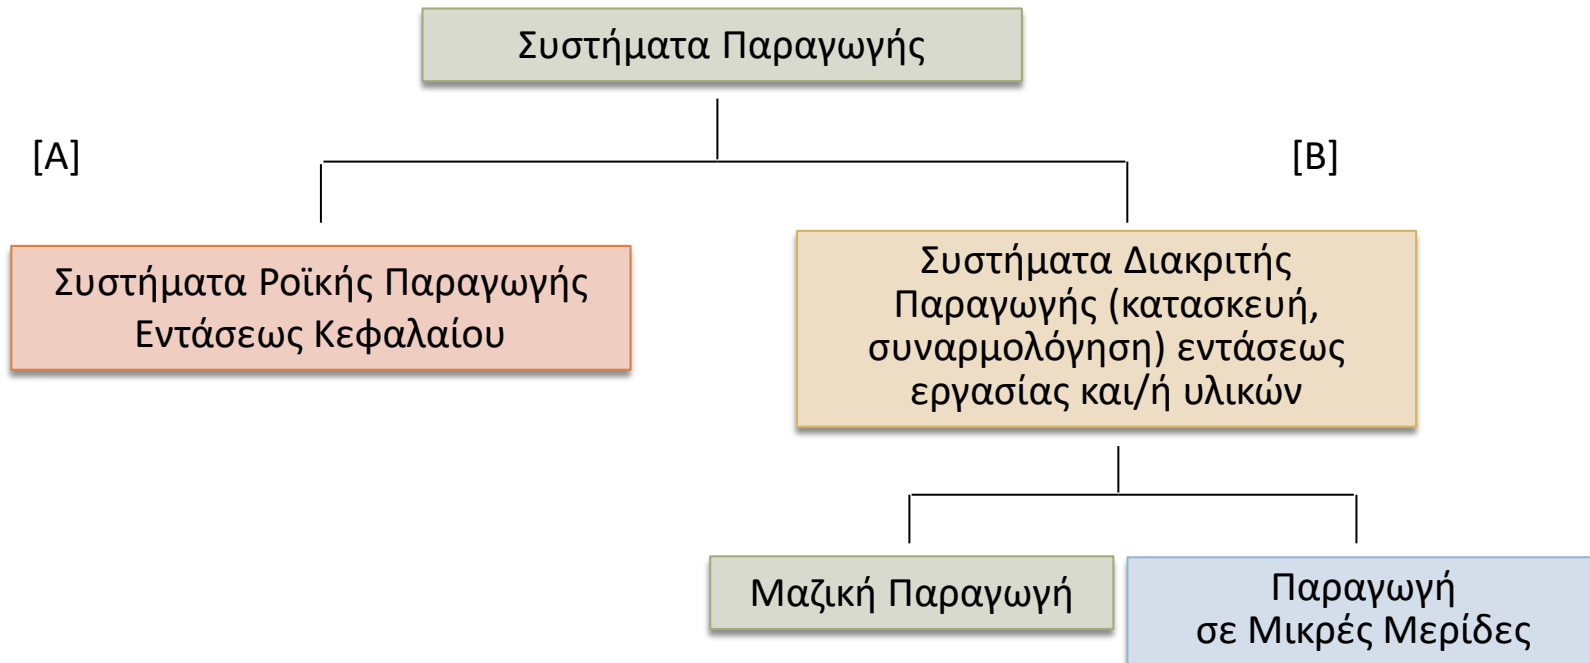 Συστήματα Παραγωγής
[Α]
[Β]
Συστήματα Ροϊκής Παραγωγής
Εντάσεως Κεφαλαίου
Συστήματα Διακριτής
Παραγωγής (κατασκευή,
συναρμολόγηση) εντάσεως
εργασίας και/ή υλικών
Μαζική Παραγωγή
Παραγωγή
σε Μικρές Μερίδες